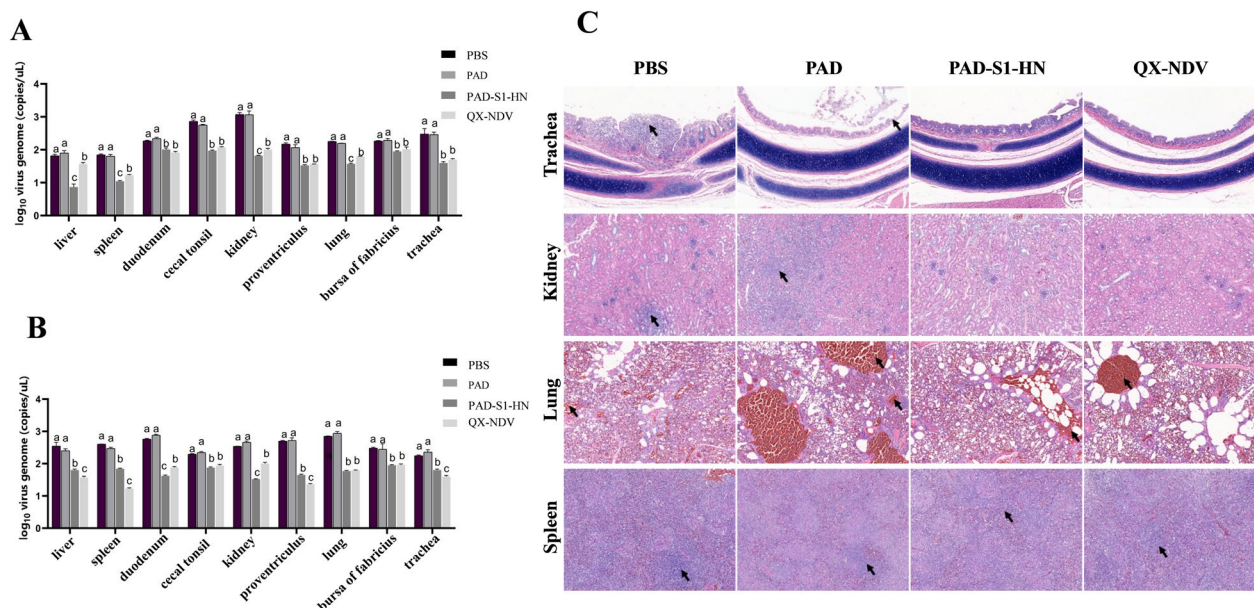 A
PBS
PAD
PAD-S1-HN
QX-NDV
log10 virus genome (copies/uL)
4
3
2
1
0
a a c b
a a c b
a a b b
a a b b
a a c b
a a b b
a a c b
a a b b
a a b b
liver
spleen
duodenum
cecal tonsil
kidney
proventriculus
lung
bursa of fabricius
trachea
B
PBS
PAD
PAD-S1-HN
QX-NDV
log10 virus genome (copies/uL)
4
3
2
1
0
a a b c
a a b c
a a c b
a a b b
a a c b
a a b c
a a b b
a a b b
a a b c
liver
spleen
duodenum
cecal tonsil
kidney
proventriculus
lung
bursa of fabricius
trachea
C
PBS PAD PAD-S1-HN QX-NDV
Trachea
Kidney
Lung
Spleen